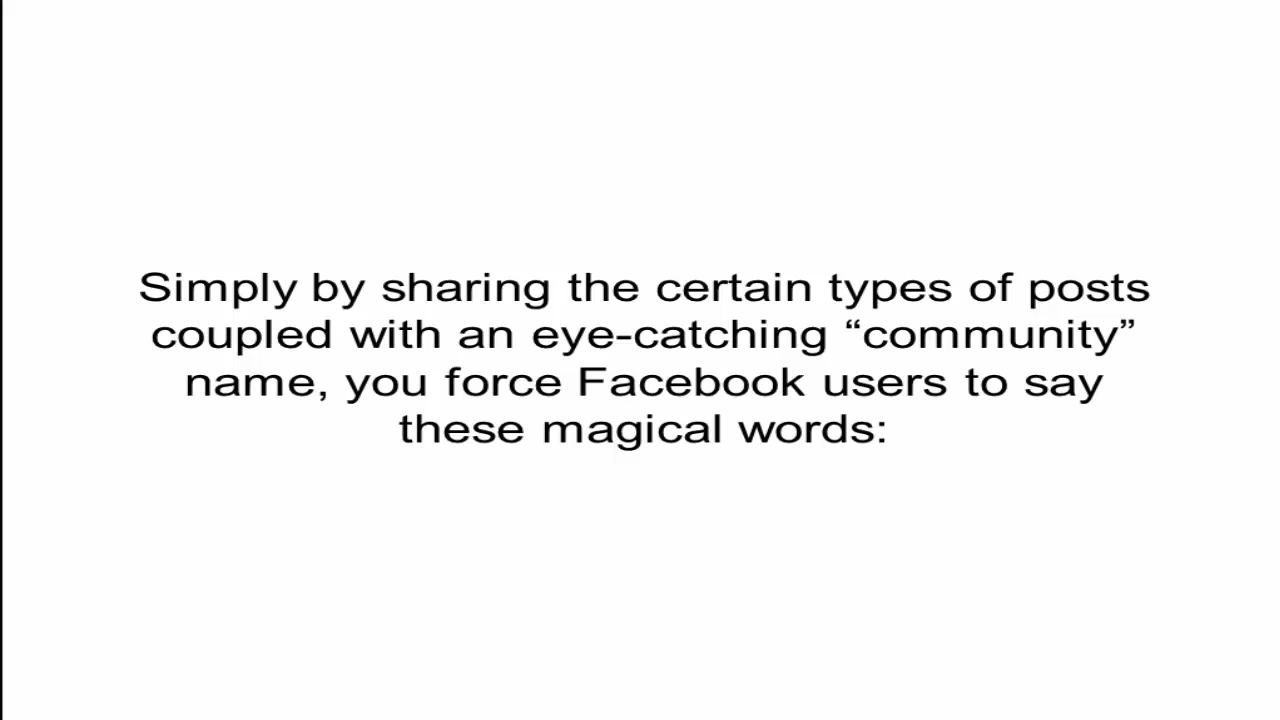 Simply by sharing the certain types of posts
coupled with an eye-catching “community”
name, you force Facebook users to say
these magical words: